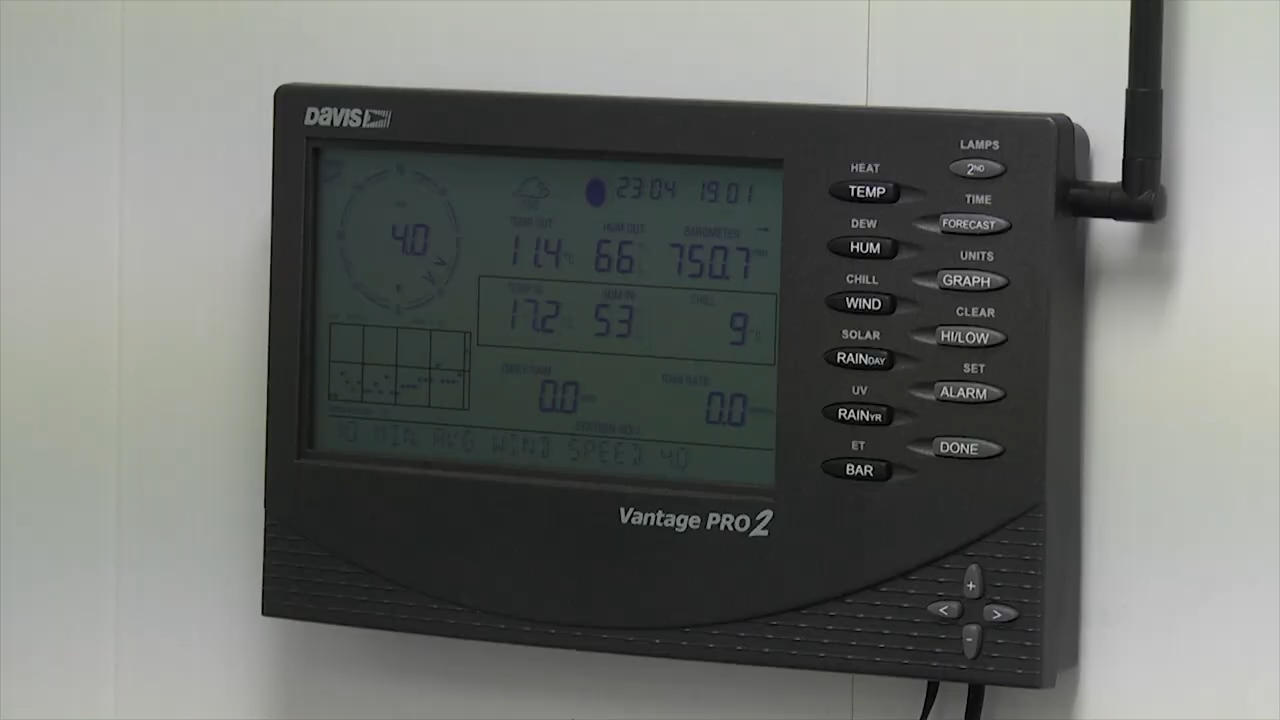 DAVIS
23:04 19:01
4.0
TEMP OUT HUM OUT BAROMETER
11.4 66 750.7
TEMP IN HUM IN CHILL
17.2 53 9
DAILY RAIN RAIN RATE
0.0 0.0
STATION NO. 1
10 MIN AVG WIND SPEED 4.0
Vantage PRO2
LAMPS
2ND
HEAT
TEMP
TIME
FORECAST
DEW
HUM
UNITS
GRAPH
CHILL
WIND
CLEAR
HI/LOW
SOLAR
RAINDAY
SET
ALARM
UV
RAINYR
DONE
ET
BAR
+
< >
-